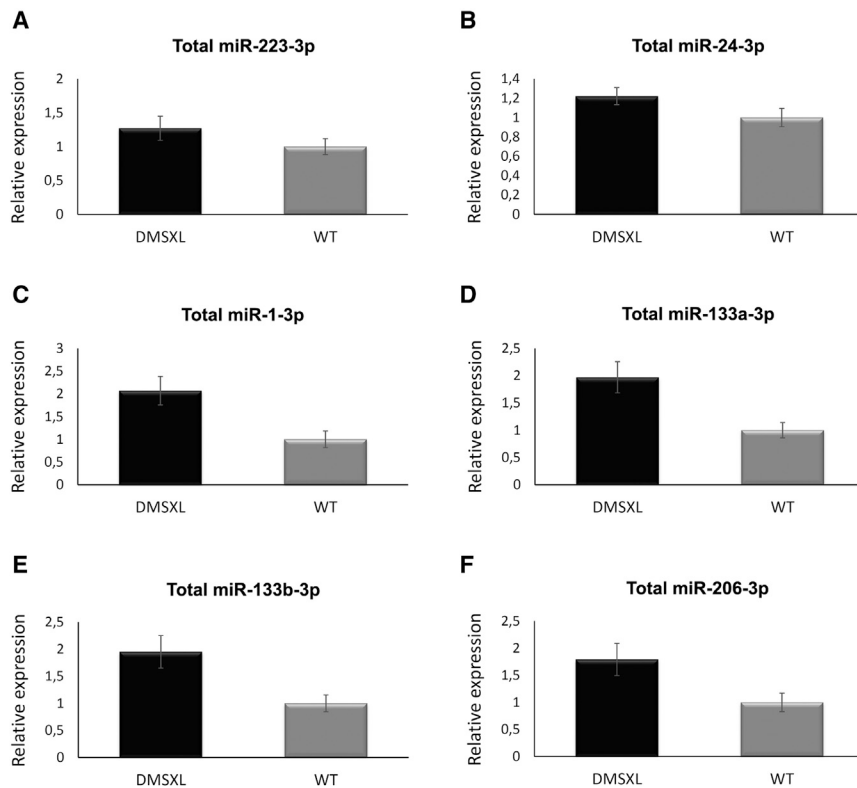 A
Total miR-223-3p
Relative expression
2
1,5
1
0,5
0
DMSXL WT
B
Total miR-24-3p
Relative expression
1,4
1,2
1
0,8
0,6
0,4
0,2
0
DMSXL WT
C
Total miR-1-3p
Relative expression
3
2,5
2
1,5
1
0,5
0
DMSXL WT
D
Total miR-133a-3p
Relative expression
2,5
2
1,5
1
0,5
0
DMSXL WT
E
Total miR-133b-3p
Relative expression
2,5
2
1,5
1
0,5
0
DMSXL WT
F
Total miR-206-3p
Relative expression
2,5
2
1,5
1
0,5
0
DMSXL WT